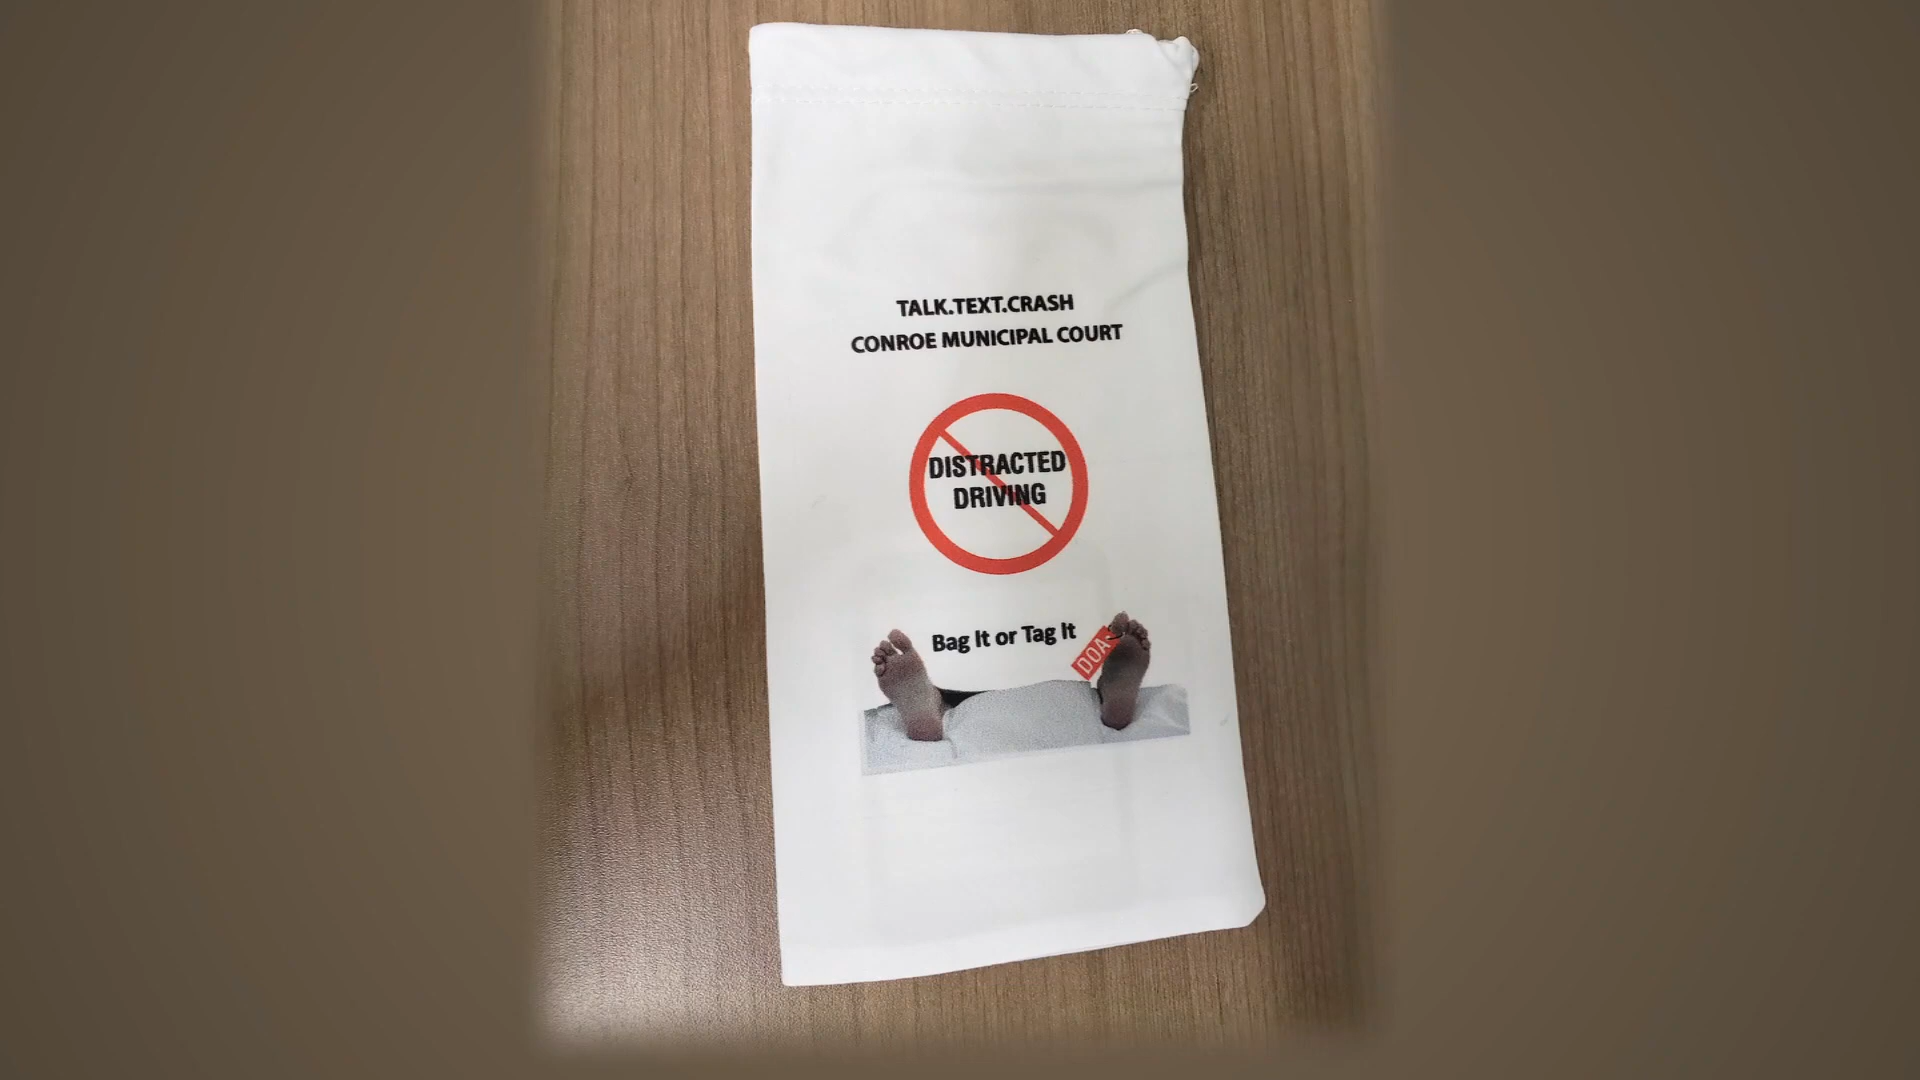 TALK.TEXT.CRASH
CONROE MUNICIPAL COURT
DISTRACTED
DRIVING
Bag It or Tag It
DOA